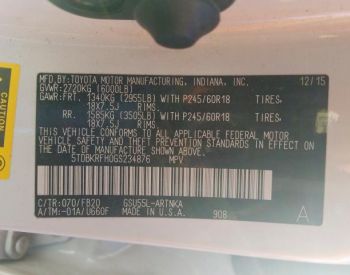 MFD.BY:TOYOTA MOTOR MANUFACTURING, INDIANA, INC. 12/15
GVWR: 2720KG (6000LB)
GAWR: FRT. 1340KG (2955LB) WITH P245/60R18 TIRES,
18X7.5J RIMS
RR. 1585KG (3505LB) WITH P245/60R18 TIRES,
18X7.5J RIMS
THIS VEHICLE CONFORMS TO ALL APPLICABLE FEDERAL MOTOR
VEHICLE SAFETY AND THEFT PREVENTION STANDARDS IN EFFECT
ON THE DATE OF MANUFACTURE SHOWN ABOVE.
5TDBKRFH0GS234876 MPV
C/TR:070/FB20 GSU55L-ARTNKA
A/TM:-01A/U660F MADE IN U.S.A. 908 A